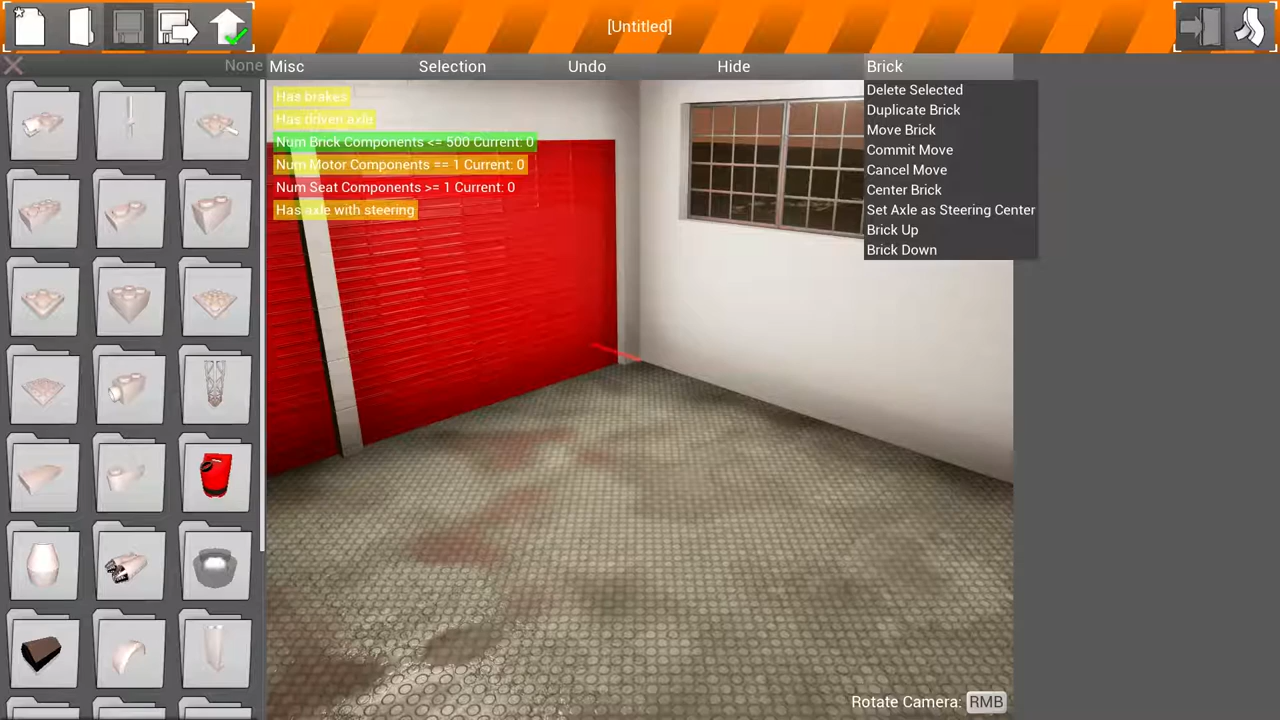 [Untitled]
None
Misc
Selection
Undo
Hide
Brick
Has brakes
Has driven axle
Num Brick Components <= 500 Current: 0
Num Motor Components == 1 Current: 0
Num Seat Components >= 1 Current: 0
Has axle with steering
Delete Selected
Duplicate Brick
Move Brick
Commit Move
Cancel Move
Center Brick
Set Axle as Steering Center
Brick Up
Brick Down
Rotate Camera: RMB